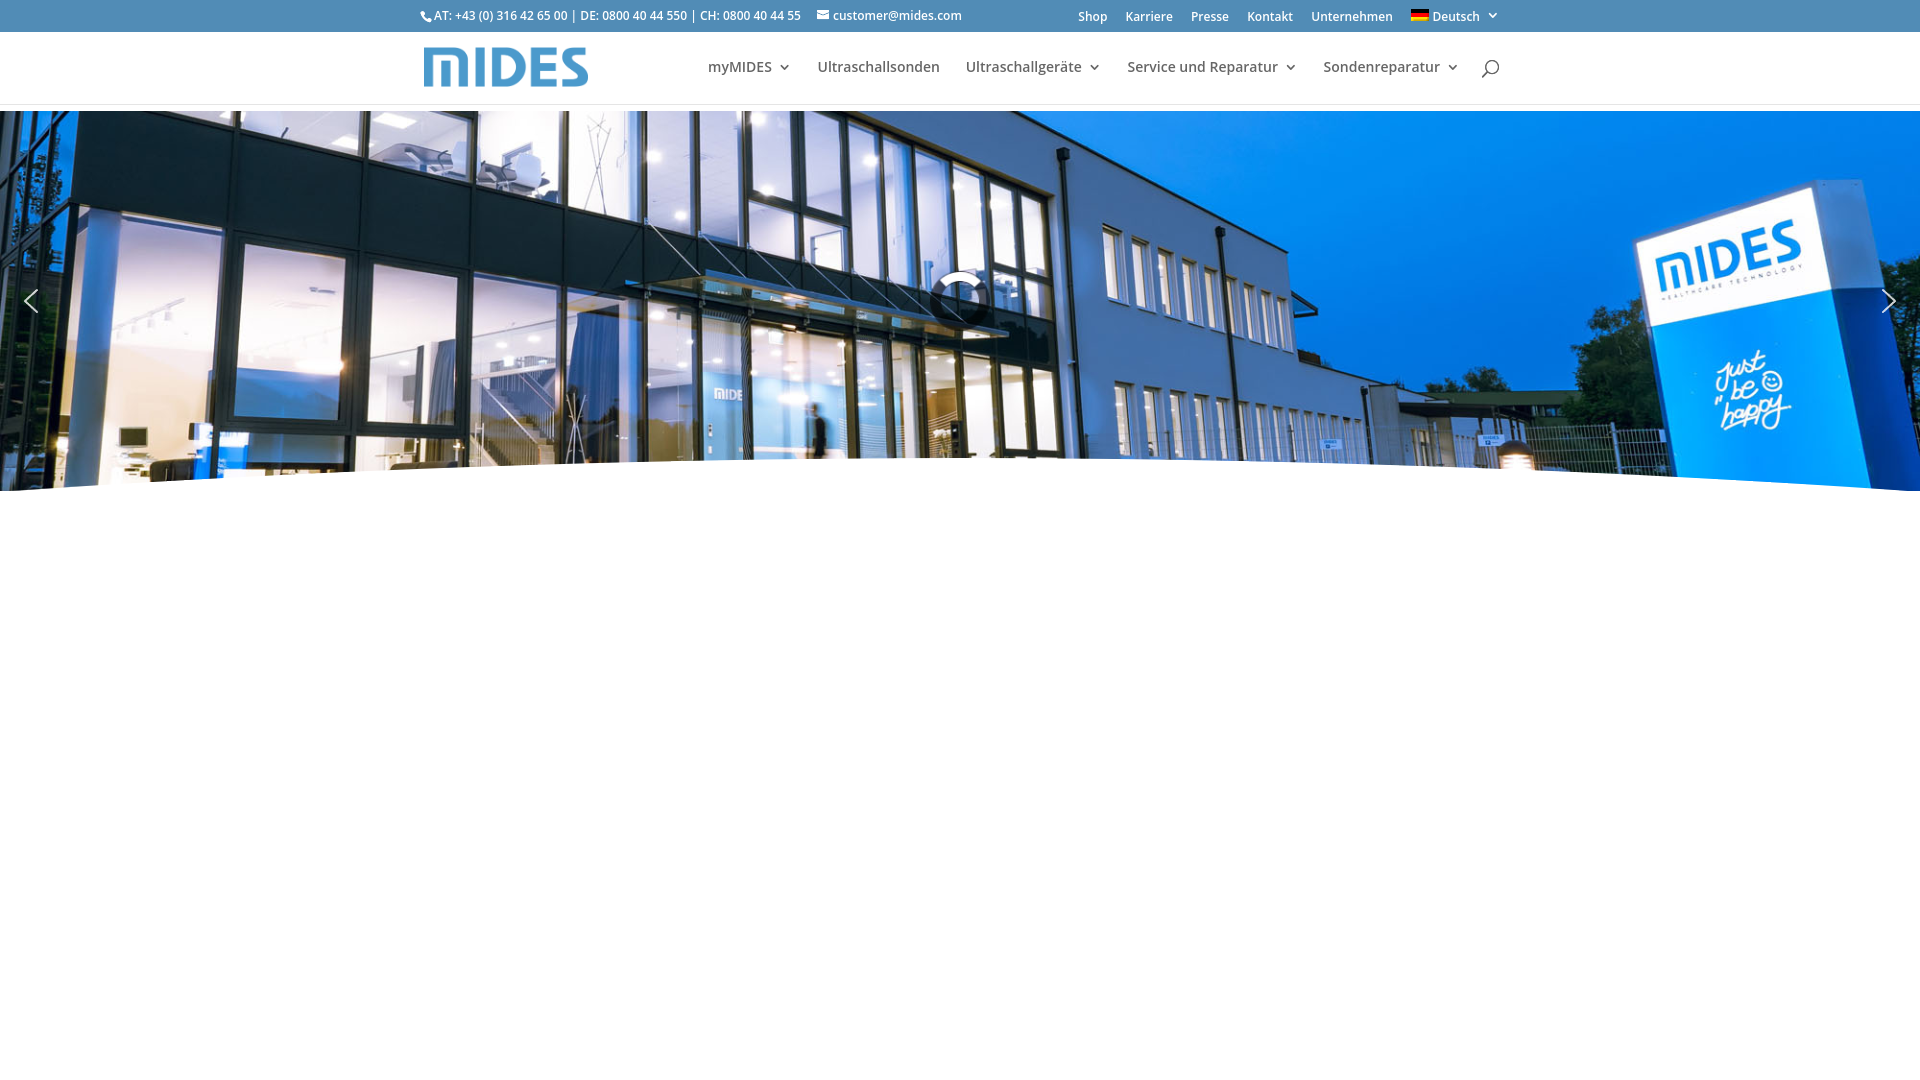 AT: +43 (0) 316 42 65 00 | DE: 0800 40 44 550 | CH: 0800 40 44 55 customer@mides.com Shop Karriere Presse Kontakt Unternehmen Deutsch
MIDES myMIDES Ultraschallsonden Ultraschallgeräte Service und Reparatur Sondenreparatur
MIDES
HEALTHCARE TECHNOLOGY
just
be
happy
MIDES